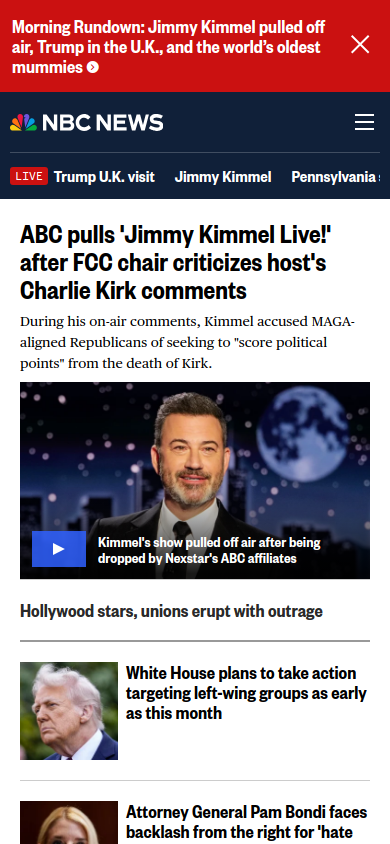 Morning Rundown: Jimmy Kimmel pulled off
air, Trump in the U.K., and the world's oldest
mummies
NBC NEWS
LIVE Trump U.K. visit Jimmy Kimmel Pennsylvania
ABC pulls 'Jimmy Kimmel Live!'
after FCC chair criticizes host's
Charlie Kirk comments
During his on-air comments, Kimmel accused MAGA-
aligned Republicans of seeking to "score political
points" from the death of Kirk.
Kimmel's show pulled off air after being
dropped by Nexstar's ABC affiliates
Hollywood stars, unions erupt with outrage
White House plans to take action
targeting left-wing groups as early
as this month
Attorney General Pam Bondi faces
backlash from the right for 'hate